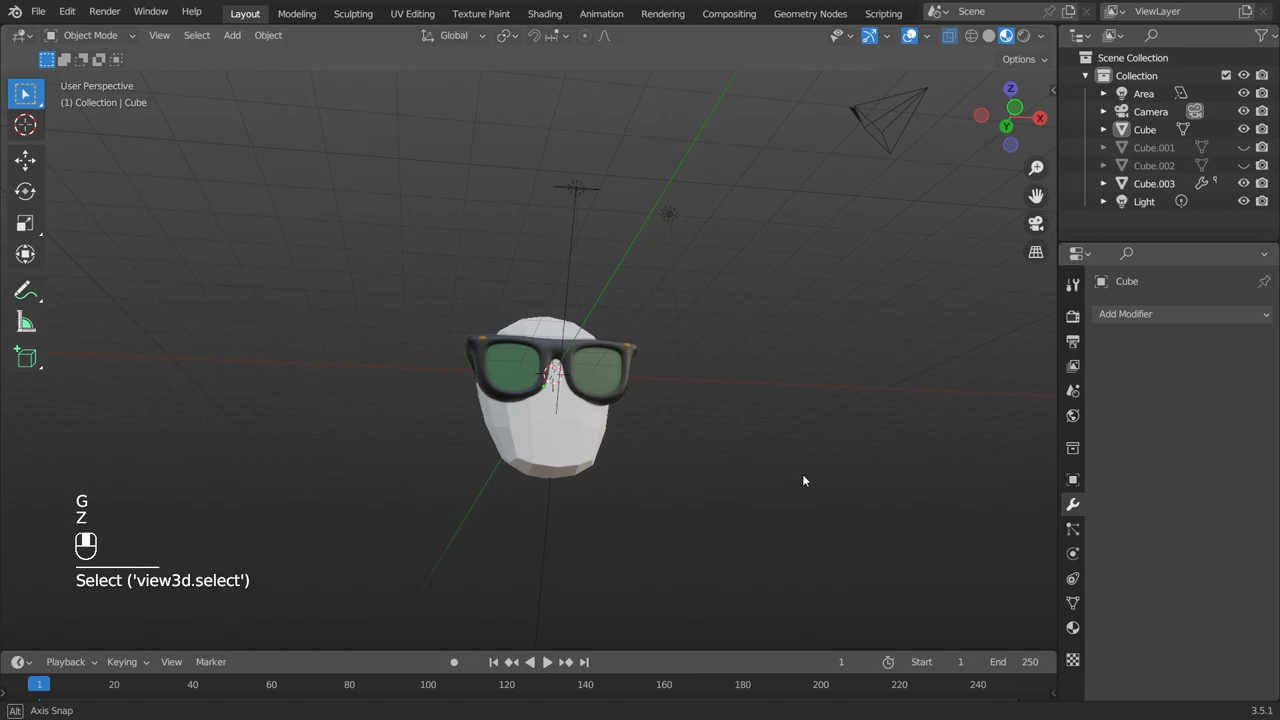 File Edit Render Window Help Layout Modeling Sculpting UV Editing Texture Paint Shading Animation Rendering Compositing Geometry Nodes Scripting Scene ViewLayer
Object Mode View Select Add Object Global
Options
User Perspective
(1) Collection | Cube
Z
X
Y
Scene Collection
Collection
Area
Camera
Cube
Cube.001
Cube.002
Cube.003
Light
Cube
Add Modifier
G
Z
Select ('view3d.select')
Playback Keying View Marker 1 Start 1 End 250
1 20 40 60 80 100 120 140 160 180 200 220 240
Alt Axis Snap 3.5.1